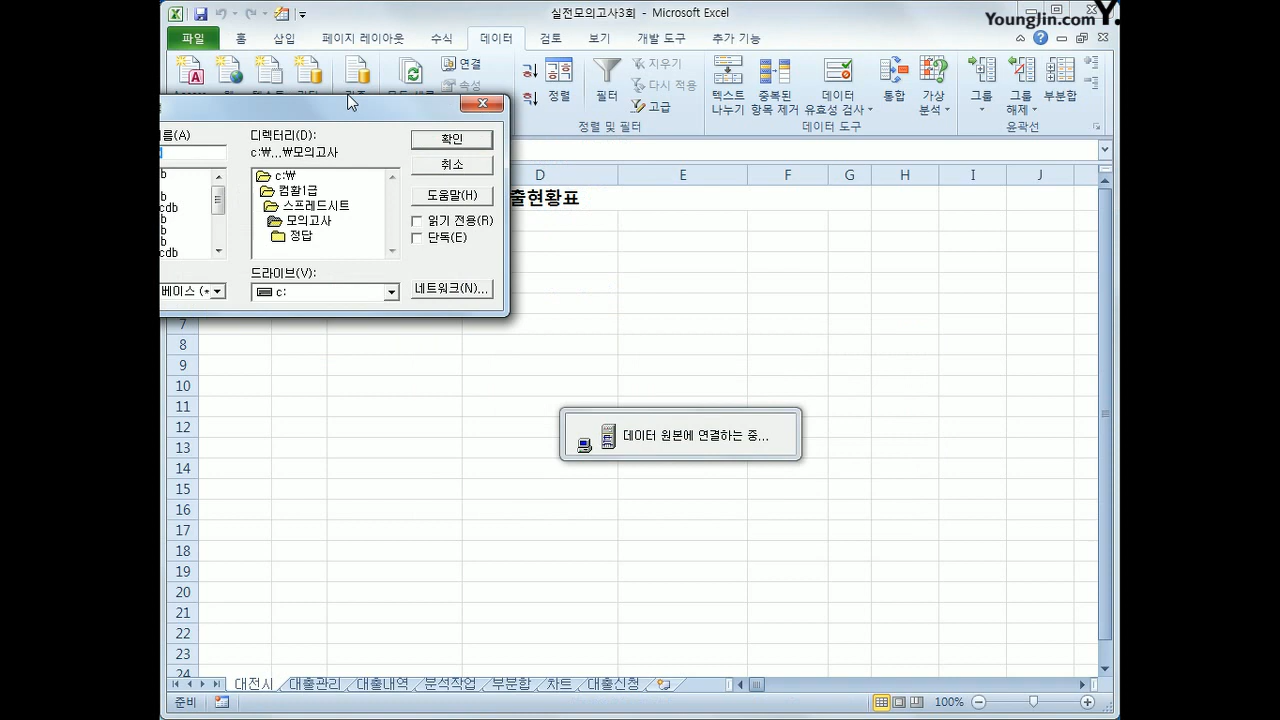 실전모의고사3회 - Microsoft Excel
YoungJin.com Y.
파일 홈 삽입 페이지 레이아웃 수식 데이터 검토 보기 개발 도구 추가 기능
연결
속성
정렬
필터
지우기
다시 적용
고급
텍스트 나누기
중복된 항목 제거
데이터 유효성 검사
통합
가상 분석
그룹
그룹 해제
부분합
정렬 및 필터 데이터 도구 윤곽선
름(A)
디렉터리(D):
c:₩...₩모의고사
확인
취소
도움말(H)
읽기 전용(R)
단독(E)
네트워크(N)...
c:₩
컴활1급
스프레드시트
모의고사
정답
b
b
cdb
b
b
b
cdb
드라이브(V):
베이스 (*
c:
D E F G H I J
출현황표
7
8
9
10
11
12
13
14
15
16
17
18
19
20
21
22
23
24
데이터 원본에 연결하는 중...
대전시 대출관리 대출내역 분석작업 부분합 차트 대출신청
준비 100%